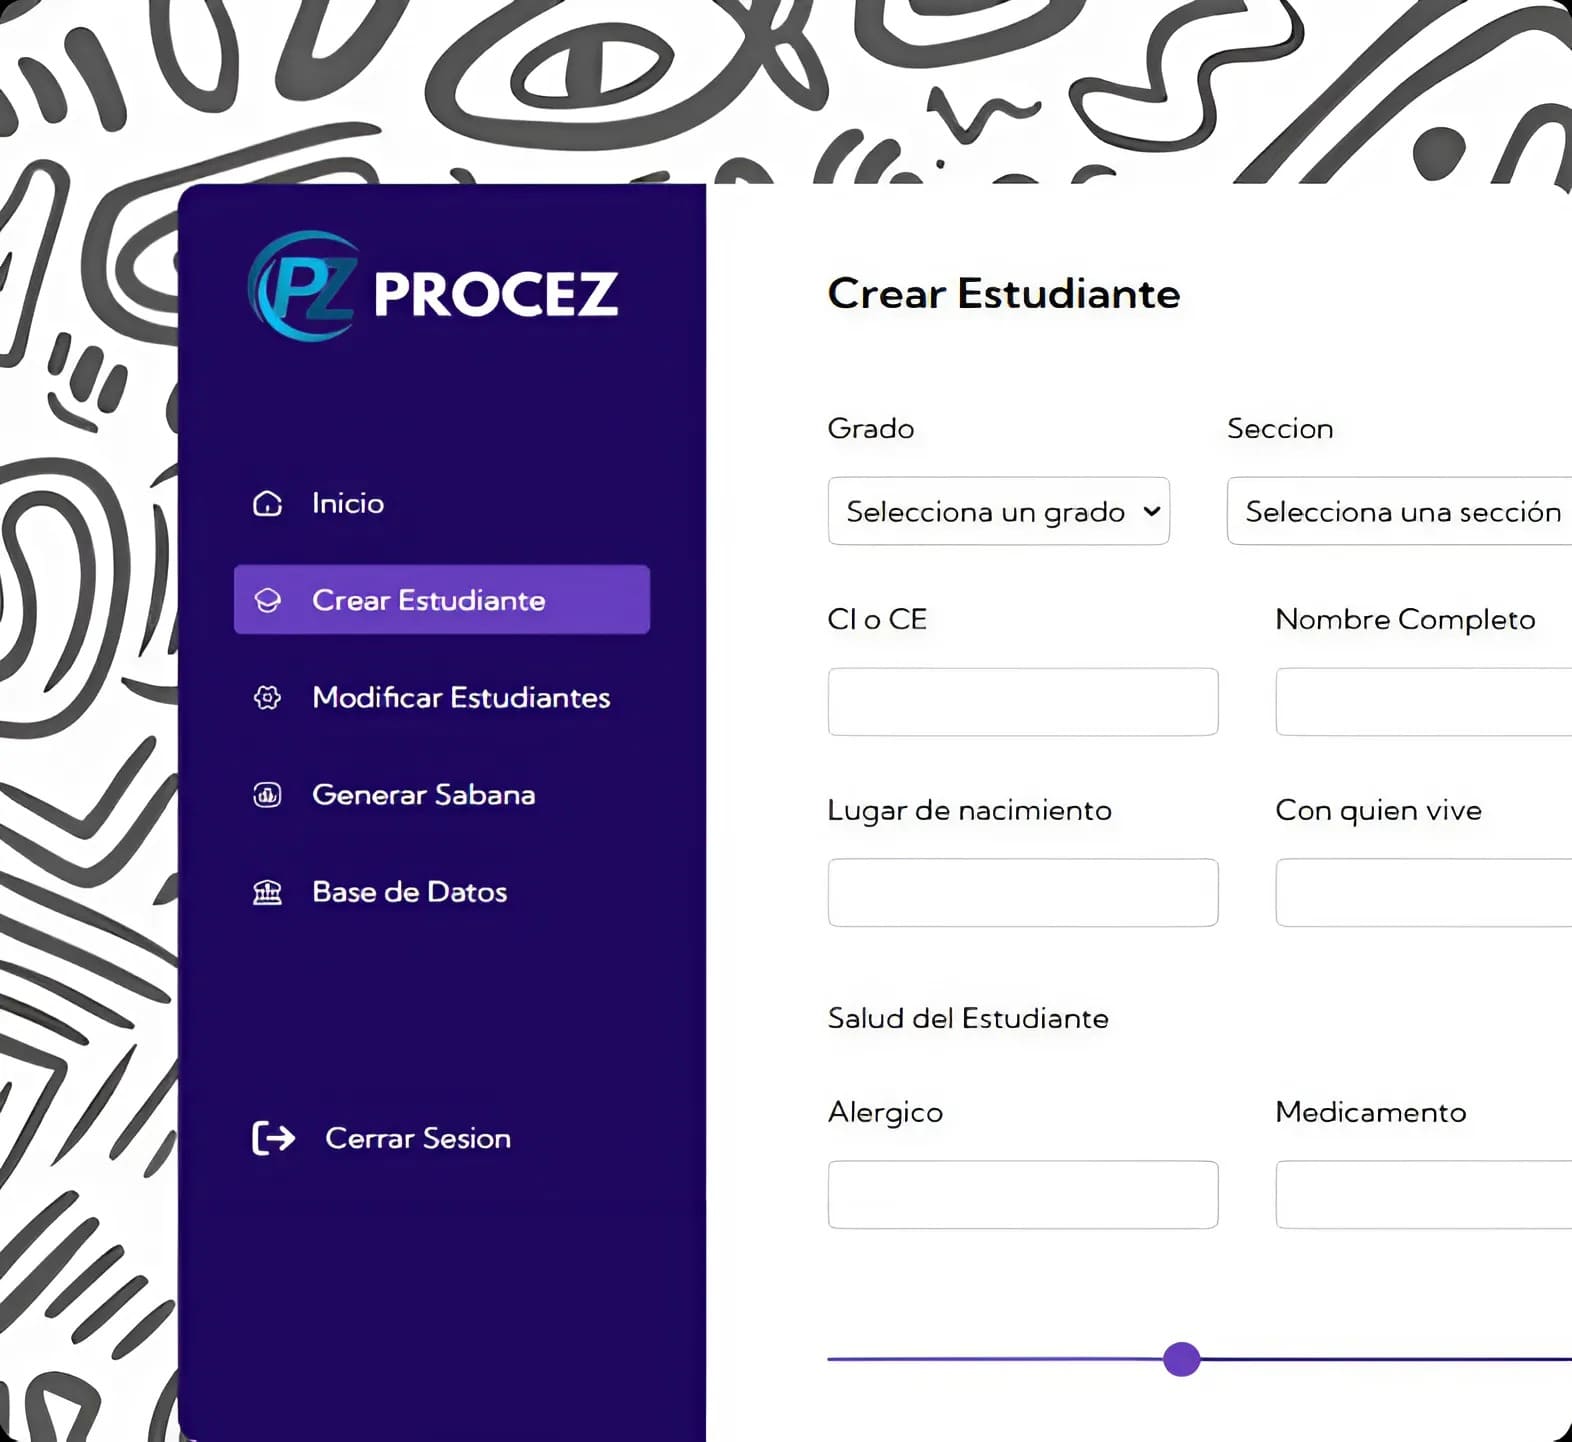 PZ PROCEZ
Inicio
Crear Estudiante
Modificar Estudiantes
Generar Sabana
Base de Datos
Cerrar Sesion
Crear Estudiante
Grado Seccion
Selecciona un grado Selecciona una sección
CI o CE Nombre Completo
Lugar de nacimiento Con quien vive
Salud del Estudiante
Alergico Medicamento